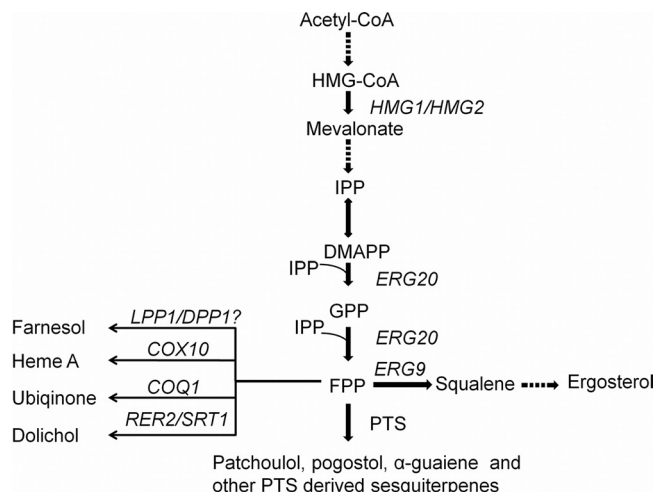 Acetyl-CoA
HMG-CoA
HMG1/HMG2
Mevalonate
IPP
DMAPP
IPP
ERG20
GPP
IPP
ERG20
LPP1/DPP1?
Farnesol
COX10
Heme A
COQ1
Ubiqinone
RER2/SRT1
Dolichol
FPP
ERG9
Squalene
Ergosterol
PTS
Patchoulol, pogostol, α-guaiene and
other PTS derived sesquiterpenes